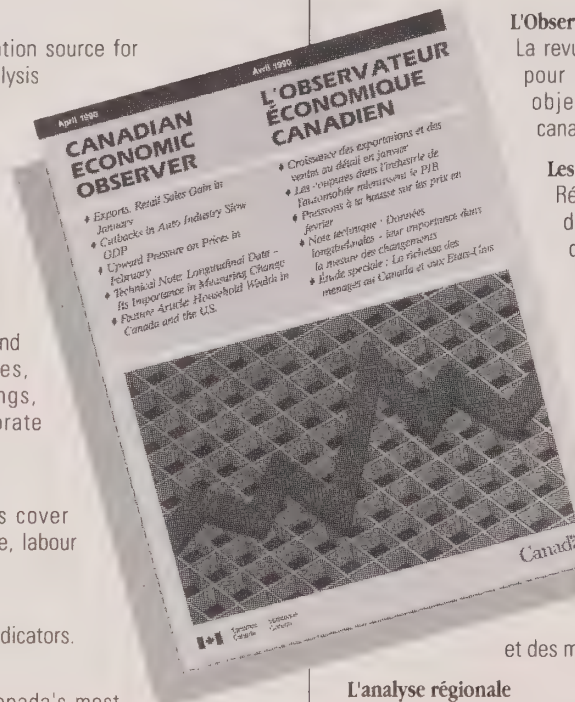 ation source for
lysis
nd
es,
ngs,
orate
s cover
e, labour
dicators.
anada's most
April 1990
CANADIAN
ECONOMIC
OBSERVER
♦ Exports, Retail Sales Gain in
January
♦ Cutbacks in Auto Industry Slow
GDP
♦ Upward Pressure on Prices in
February
♦ Technical Note: Longitudinal Data -
Its Importance in Measuring Change
♦ Feature Article: Household Wealth in
Canada and the U.S.
Avril 1990
L'OBSERVATEUR
ÉCONOMIQUE
CANADIEN
♦ Croissance des exportations et des
ventes au détail en janvier
♦ Les coupures dans l'industrie de
l'automobile ralentissent le PIB
♦ Pressions à la hausse sur les prix en
février
♦ Note technique - Données
longitudinales - leur importance dans
la mesure des changements
♦ Étude spéciale : La richesse des
ménages au Canada et aux États-Unis
Canada
L'Obser
La revu
pour
obje
cana
Les
Ré
d
et des m
L'analyse régionale